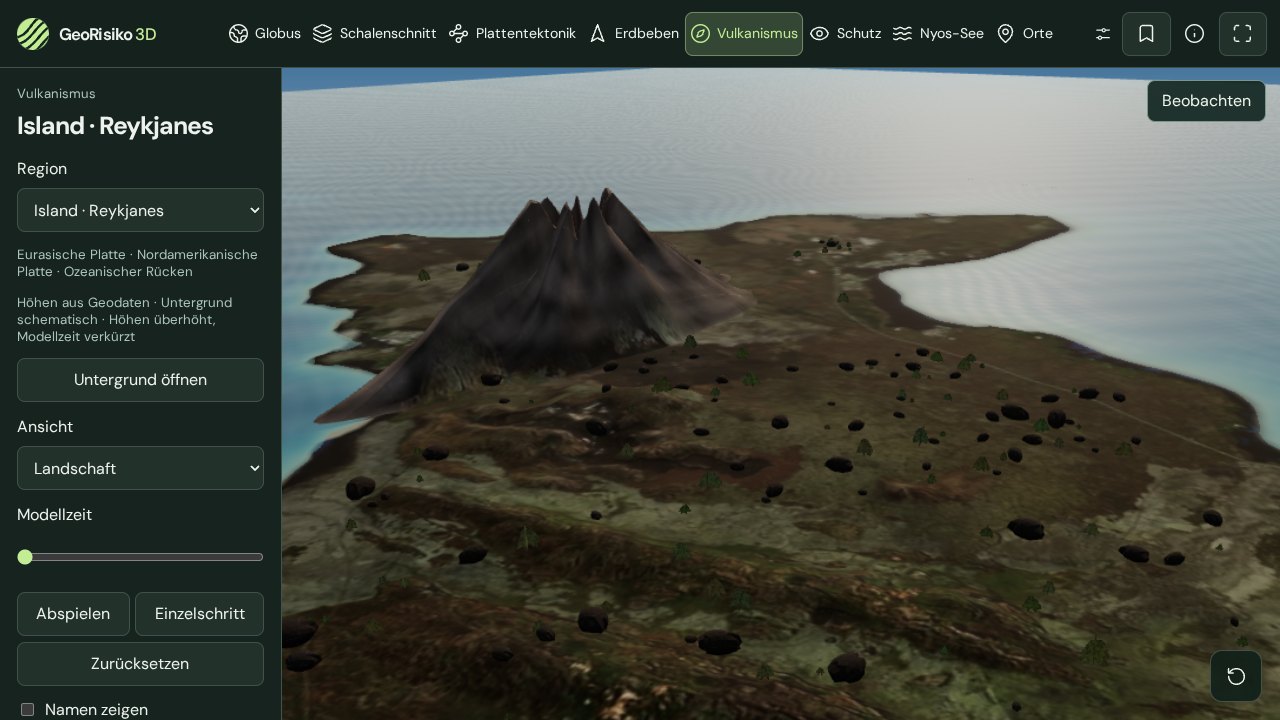 GeoRisiko 3D
Globus
Schalenschnitt
Plattentektonik
Erdbeben
Vulkanismus
Schutz
Nyos-See
Orte
Vulkanismus
Island · Reykjanes
Region
Island · Reykjanes
Eurasische Platte · Nordamerikanische
Platte · Ozeanischer Rücken
Höhen aus Geodaten · Untergrund
schematisch · Höhen überhöht,
Modellzeit verkürzt
Untergrund öffnen
Ansicht
Landschaft
Modellzeit
Abspielen
Einzelschritt
Zurücksetzen
Namen zeigen
Beobachten